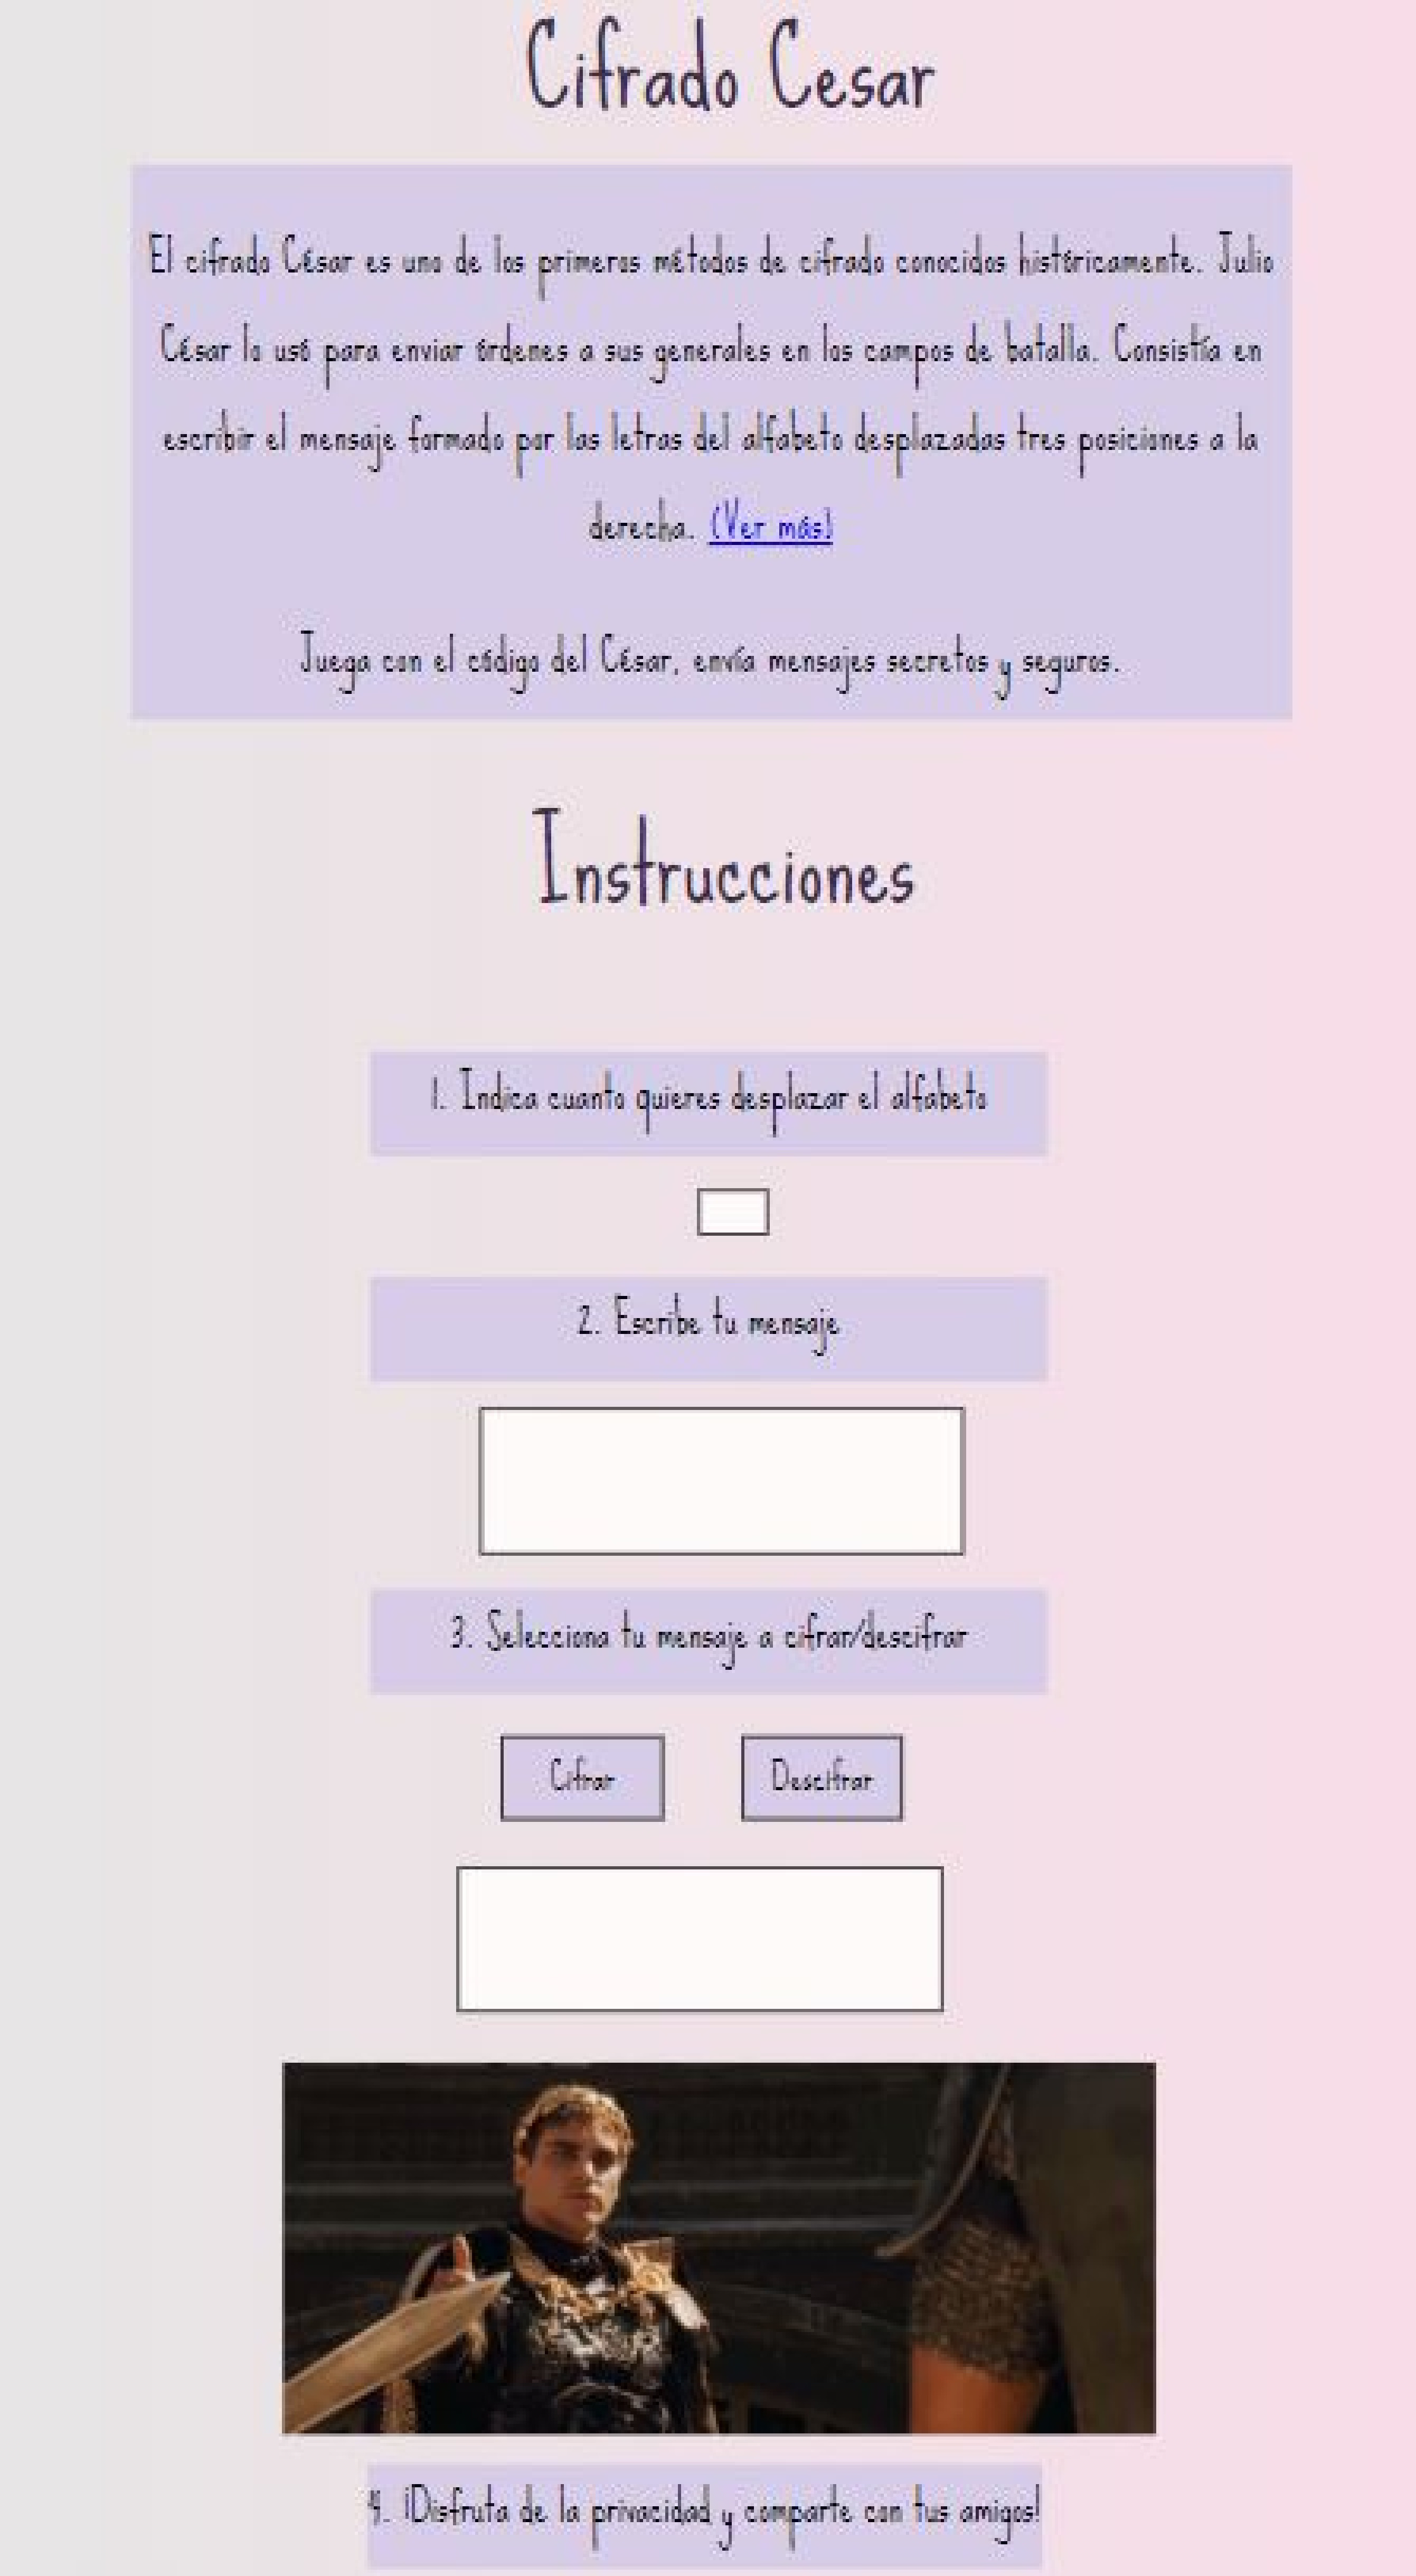 Cifrado Cesar
El cifrado César es uno de los primeros métodos de cifrado conocidos históricamente. Julio
César lo usó para enviar órdenes a sus generales en los campos de batalla. Consistía en
escribir el mensaje formado por las letras del alfabeto desplazadas tres posiciones a la
derecha. (Ver más)
Juega con el código del César, envía mensajes secretos y seguros.
Instrucciones
1. Indica cuanto quieres desplazar el alfabeto
2. Escribe tu mensaje
3. Selecciona tu mensaje a cifrar/descifrar
Cifrar Descifrar
4. ¡Disfruta de la privacidad y comparte con tus amigos!